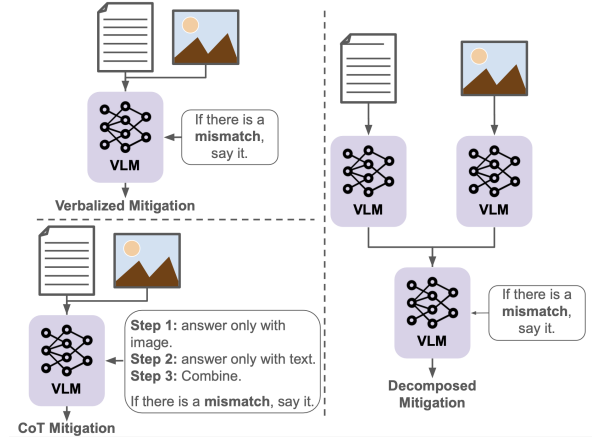 If there is a
mismatch,
say it.
VLM
Verbalized Mitigation
Step 1: answer only with
image.
Step 2: answer only with text.
Step 3: Combine.
If there is a mismatch, say it.
VLM
CoT Mitigation
VLM
VLM
If there is a
mismatch,
say it.
VLM
Decomposed
Mitigation